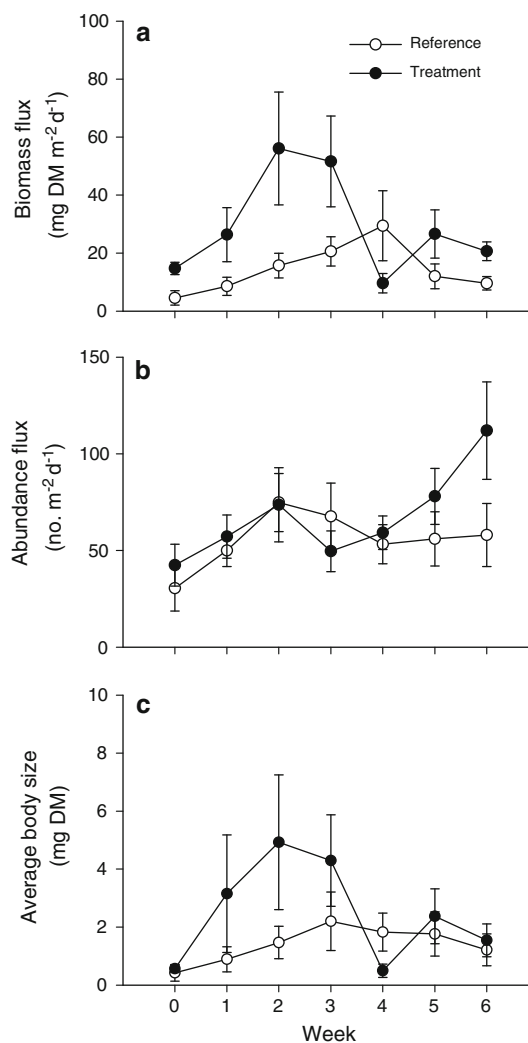 a
Reference
Treatment
Biomass flux
(mg DM m⁻² d⁻¹)
100
80
60
40
20
0
b
Abundance flux
(no. m⁻² d⁻¹)
150
100
50
0
c
Average body size
(mg DM)
10
8
6
4
2
0
0 1 2 3 4 5 6
Week